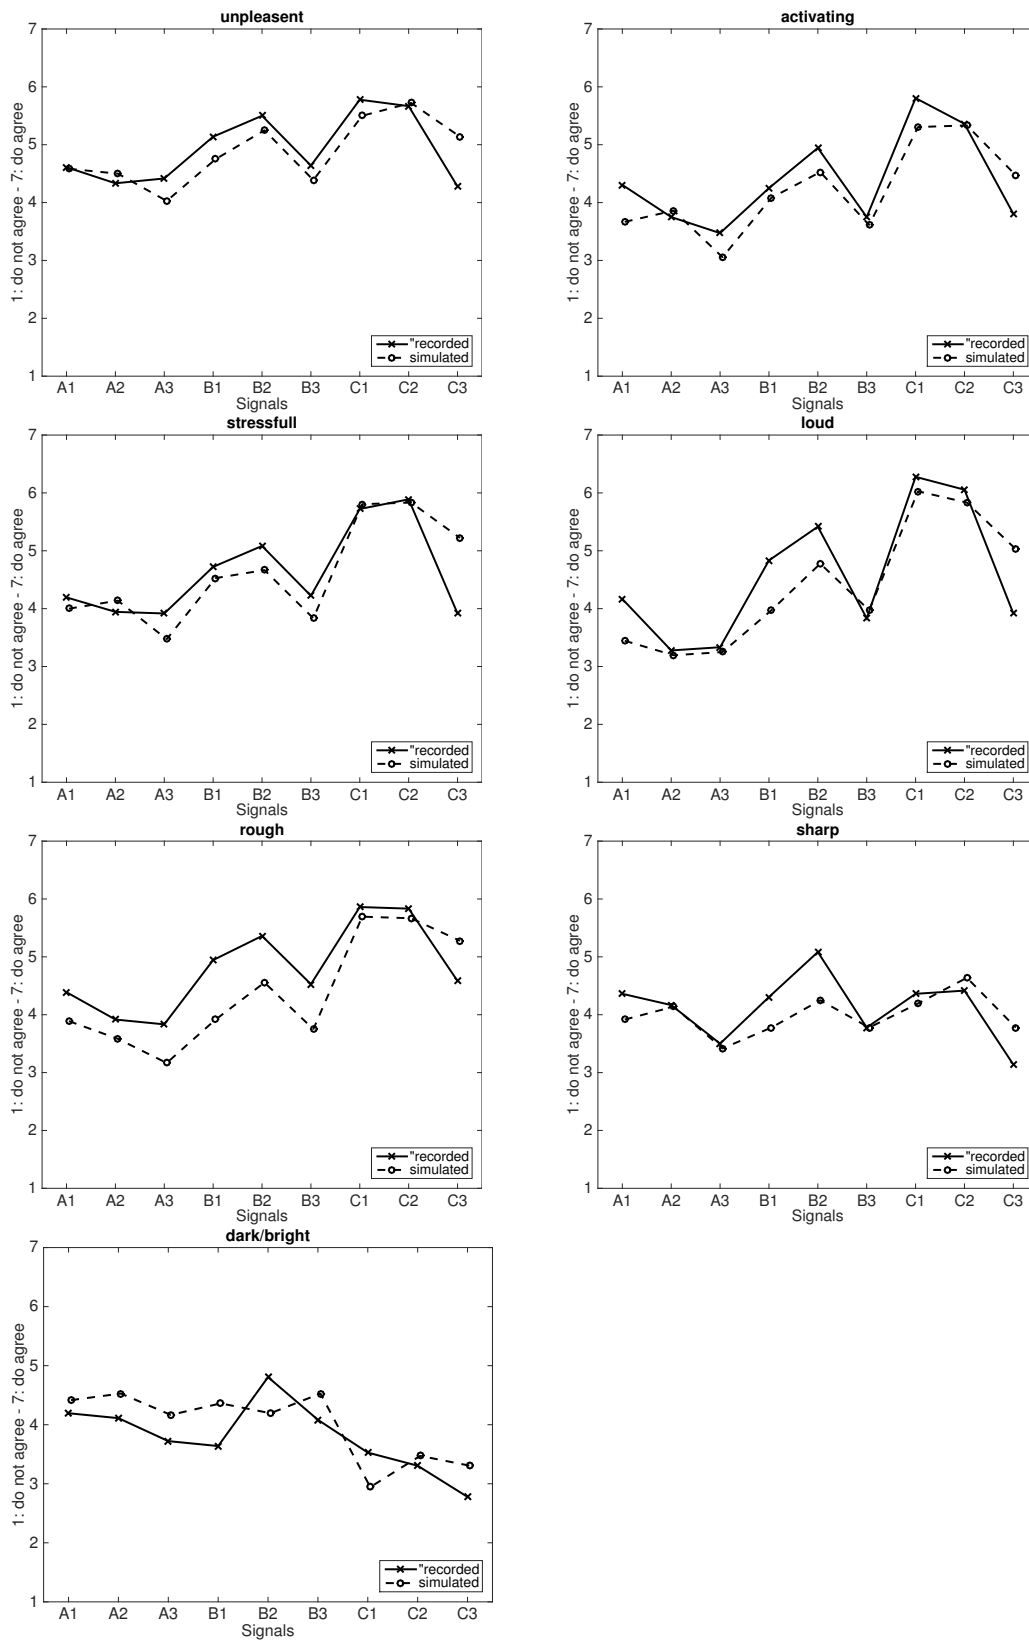 unpleasent
1: do not agree - 7: do agree
7
6
5
4
3
2
1
"recorded
simulated
A1 A2 A3 B1 B2 B3 C1 C2 C3
Signals
activating
1: do not agree - 7: do agree
7
6
5
4
3
2
1
"recorded
simulated
A1 A2 A3 B1 B2 B3 C1 C2 C3
Signals
stressfull
1: do not agree - 7: do agree
7
6
5
4
3
2
1
"recorded
simulated
A1 A2 A3 B1 B2 B3 C1 C2 C3
Signals
loud
1: do not agree - 7: do agree
7
6
5
4
3
2
1
"recorded
simulated
A1 A2 A3 B1 B2 B3 C1 C2 C3
Signals
rough
1: do not agree - 7: do agree
7
6
5
4
3
2
1
"recorded
simulated
A1 A2 A3 B1 B2 B3 C1 C2 C3
Signals
sharp
1: do not agree - 7: do agree
7
6
5
4
3
2
1
"recorded
simulated
A1 A2 A3 B1 B2 B3 C1 C2 C3
Signals
dark/bright
1: do not agree - 7: do agree
7
6
5
4
3
2
1
"recorded
simulated
A1 A2 A3 B1 B2 B3 C1 C2 C3
Signals